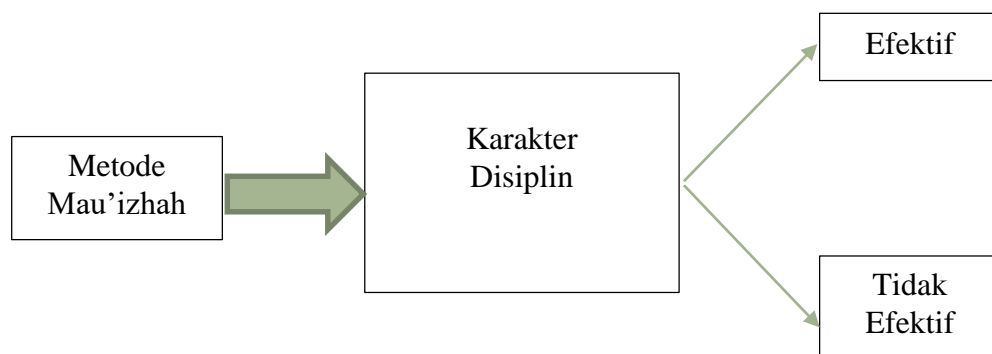 Metode
Mau’izhah
Karakter
Disiplin
Efektif
Tidak
Efektif